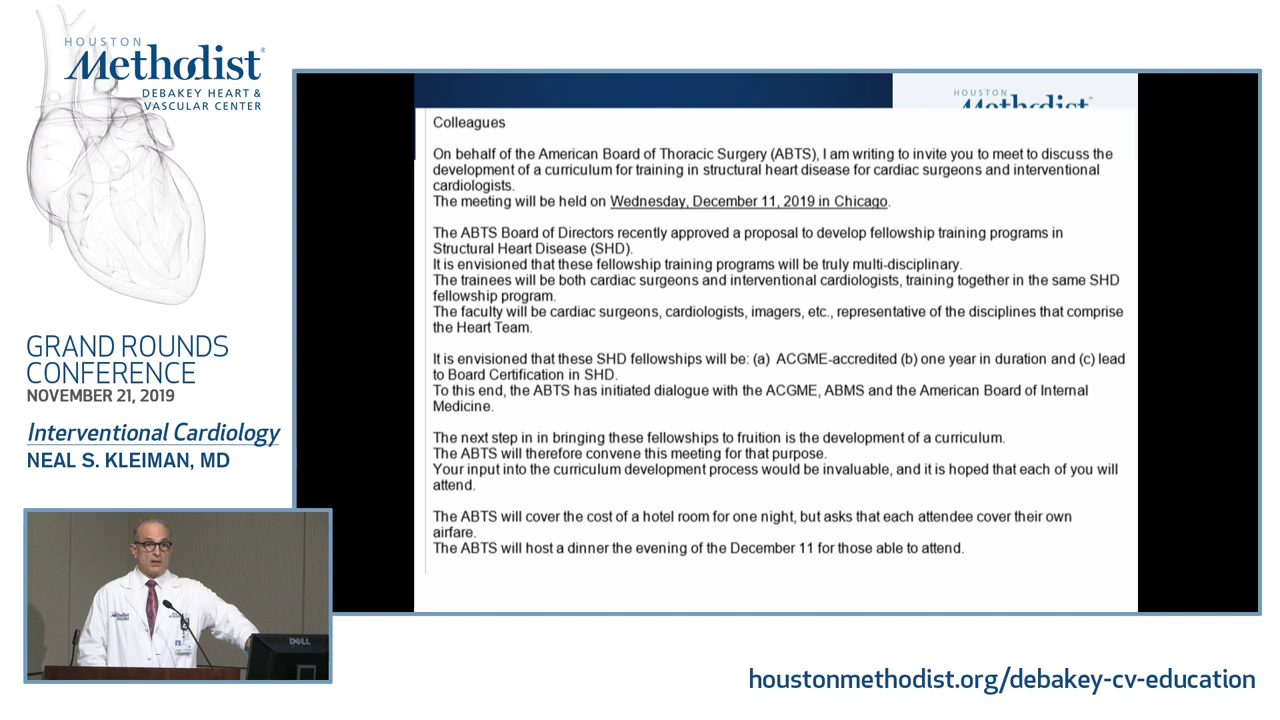 HOUSTON
Methodist®
DEBAKEY HEART &
VASCULAR CENTER
GRAND ROUNDS
CONFERENCE
NOVEMBER 21, 2019
Interventional Cardiology
NEAL S. KLEIMAN, MD
HOUSTON
Methodist
Colleagues
On behalf of the American Board of Thoracic Surgery (ABTS), I am writing to invite you to meet to discuss the
development of a curriculum for training in structural heart disease for cardiac surgeons and interventional
cardiologists.
The meeting will be held on Wednesday, December 11, 2019 in Chicago.
The ABTS Board of Directors recently approved a proposal to develop fellowship training programs in
Structural Heart Disease (SHD).
It is envisioned that these fellowship training programs will be truly multi-disciplinary.
The trainees will be both cardiac surgeons and interventional cardiologists, training together in the same SHD
fellowship program.
The faculty will be cardiac surgeons, cardiologists, imagers, etc., representative of the disciplines that comprise
the Heart Team.
It is envisioned that these SHD fellowships will be: (a) ACGME-accredited (b) one year in duration and (c) lead
to Board Certification in SHD.
To this end, the ABTS has initiated dialogue with the ACGME, ABMS and the American Board of Internal
Medicine.
The next step in in bringing these fellowships to fruition is the development of a curriculum.
The ABTS will therefore convene this meeting for that purpose.
Your input into the curriculum development process would be invaluable, and it is hoped that each of you will
attend.
The ABTS will cover the cost of a hotel room for one night, but asks that each attendee cover their own
airfare.
The ABTS will host a dinner the evening of the December 11 for those able to attend.
Methodist
DELL
houstonmethodist.org/debakey-cv-education